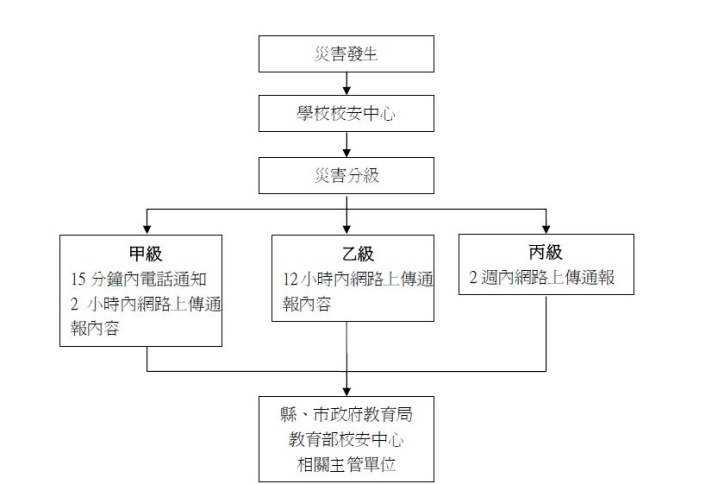 災害發生
學校校安中心
災害分級
甲級
15 分鐘內電話通知
2 小時內網路上傳通
報內容
乙級
12 小時內網路上傳通
報內容
丙級
2 週內網路上傳通報
縣、市政府教育局
教育部校安中心
相關主管單位